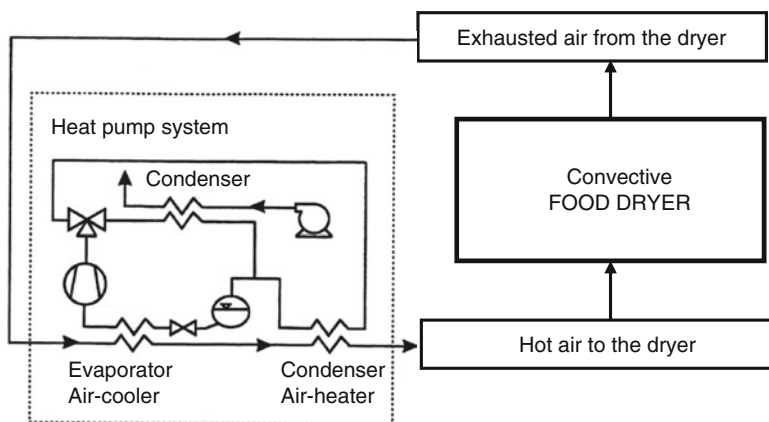 Exhausted air from the dryer
Heat pump system
Condenser
Convective
FOOD DRYER
Hot air to the dryer
Evaporator
Air-cooler
Condenser
Air-heater